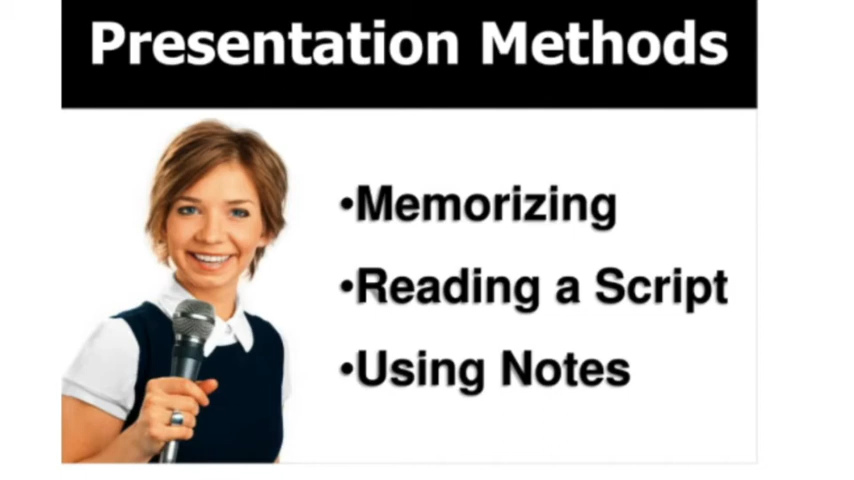 Presentation Methods
•Memorizing
•Reading a Script
•Using Notes